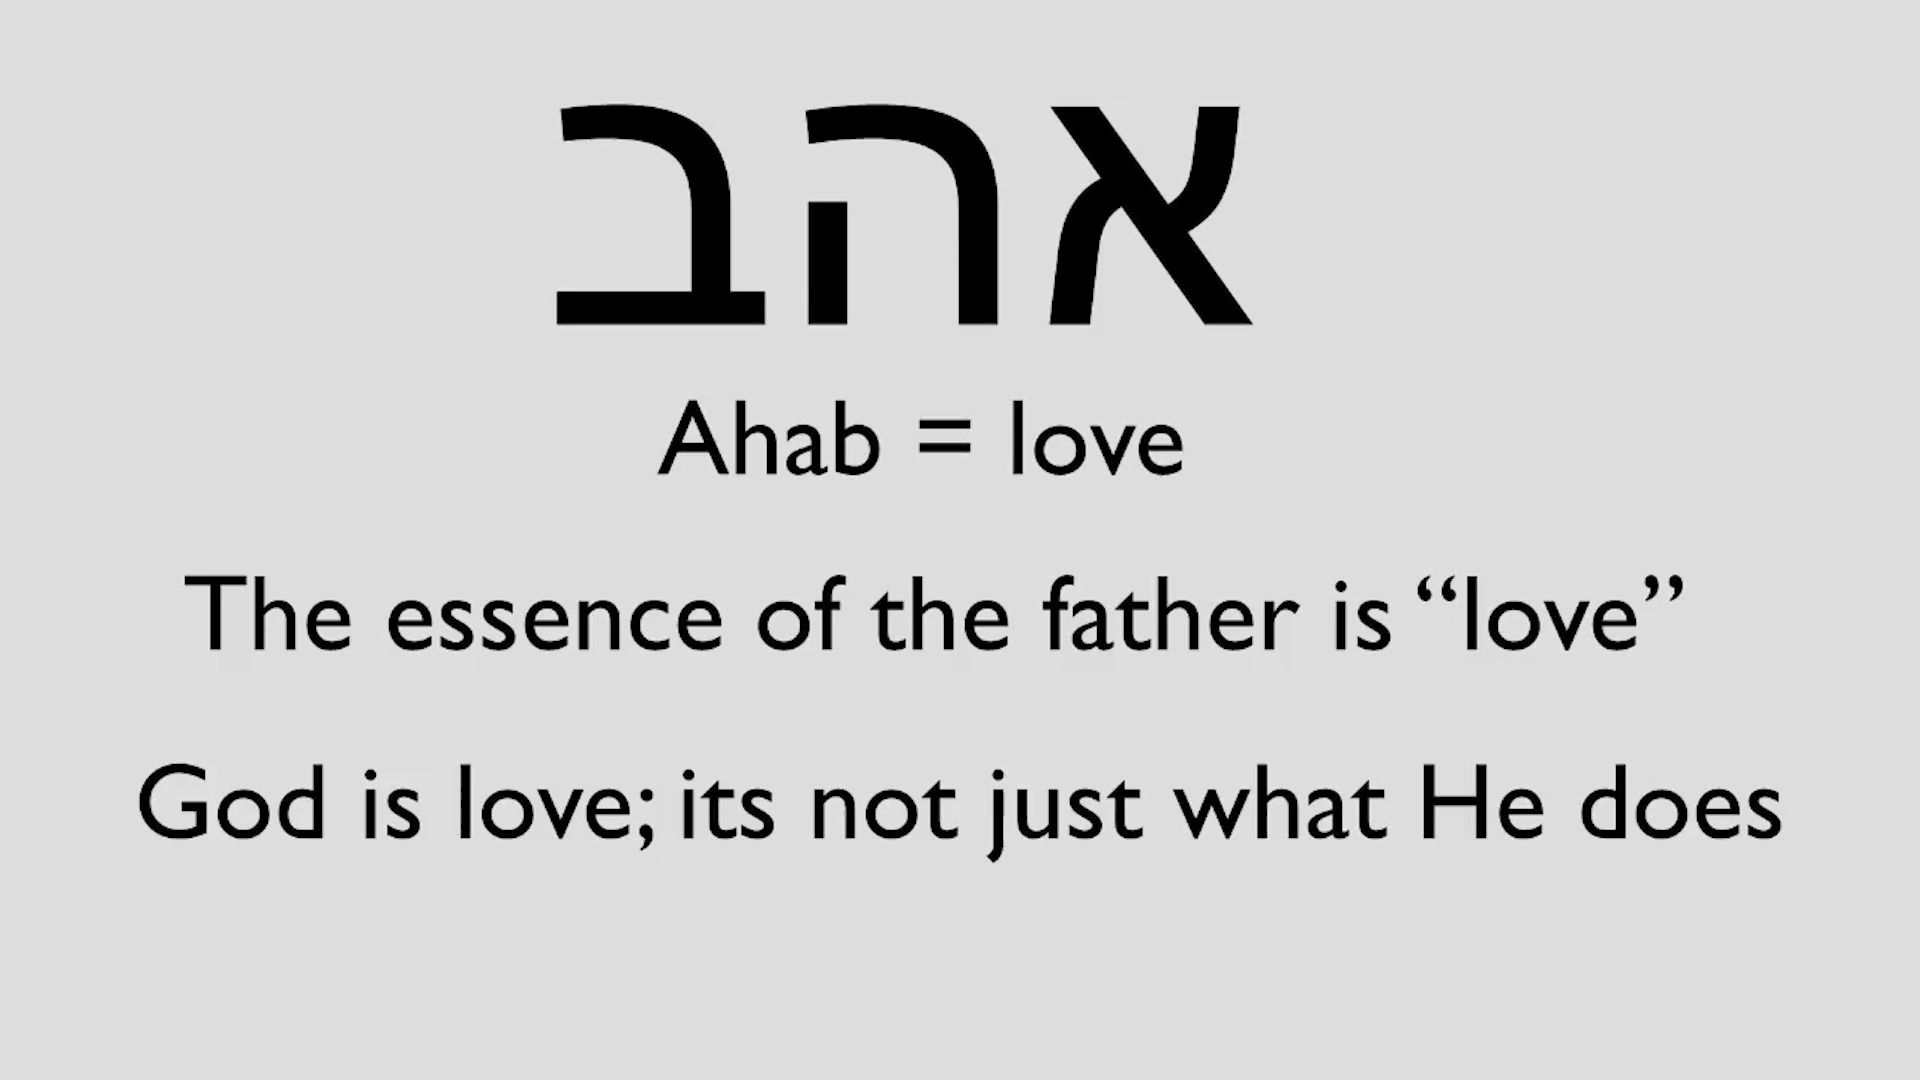 אהב
Ahab = love
The essence of the father is “love”
God is love; its not just what He does